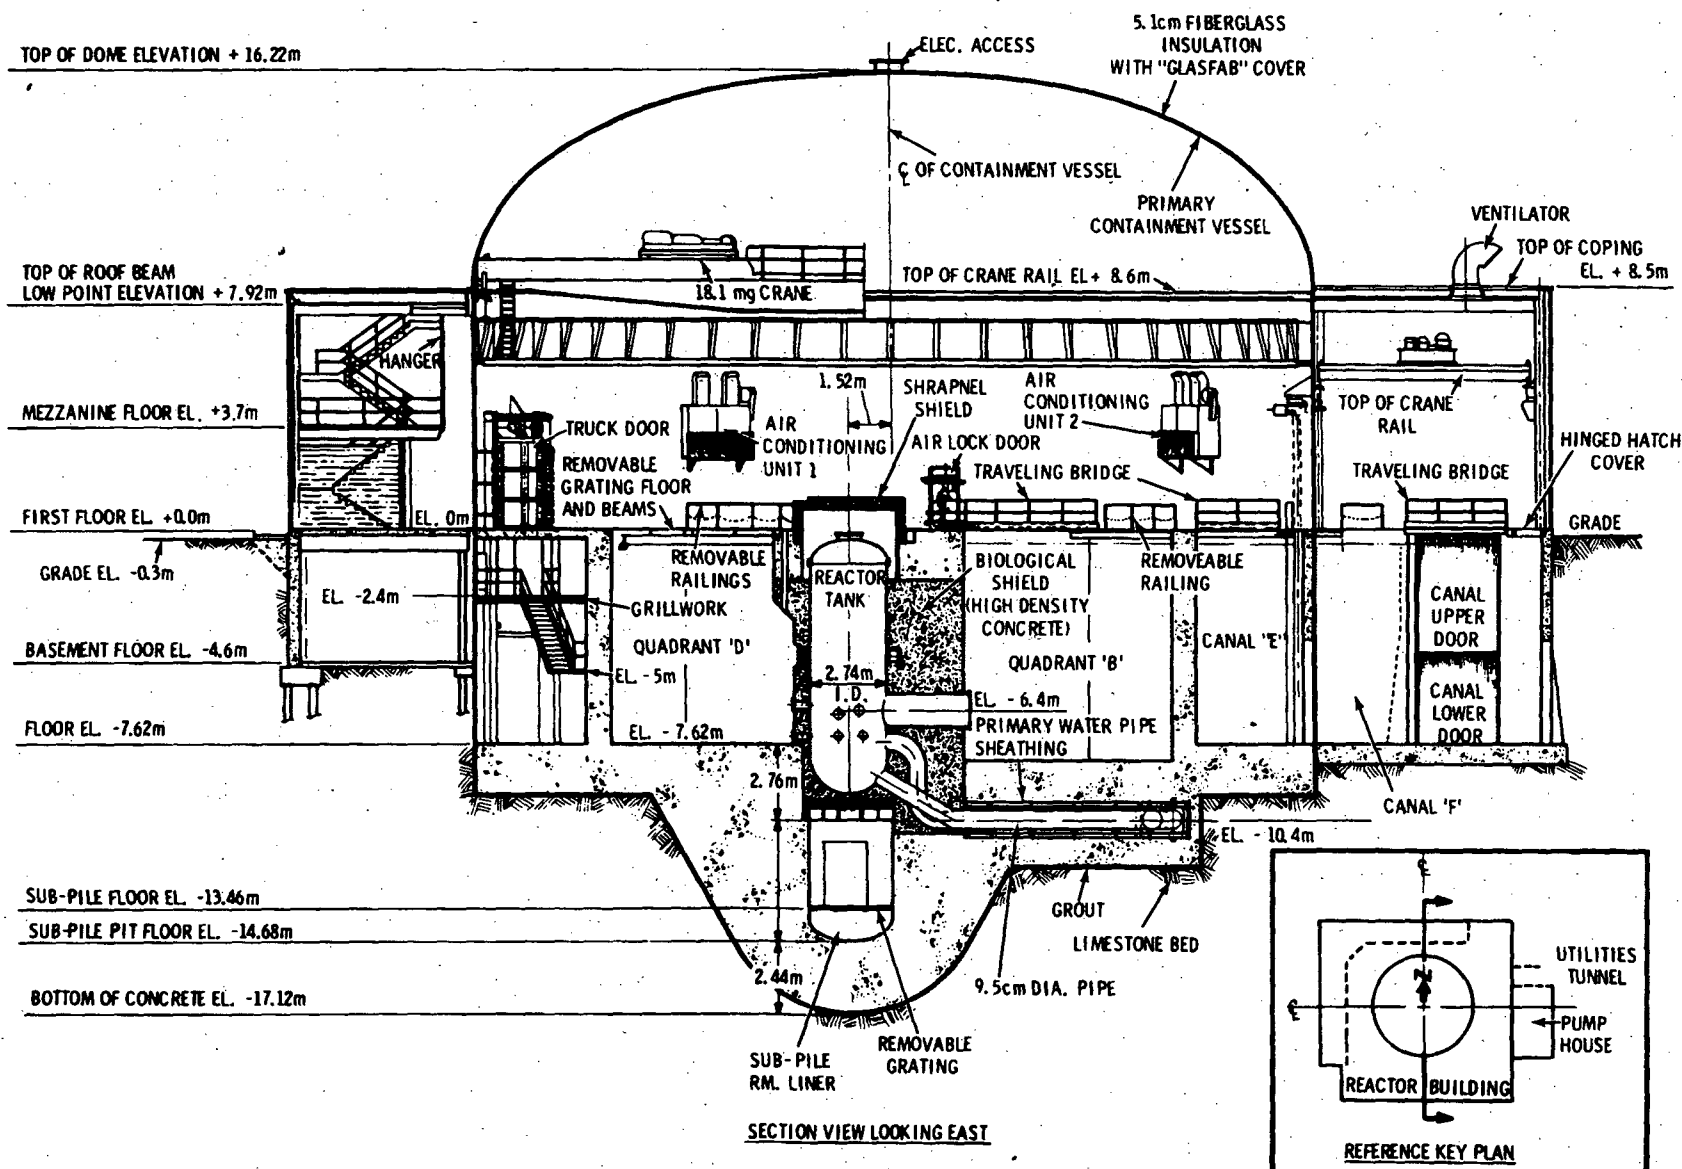 5.1cm FIBERGLASS
INSULATION
WITH "GLASFAB" COVER
ELEC. ACCESS
TOP OF DOME ELEVATION + 16.22m
℄ OF CONTAINMENT VESSEL
PRIMARY
CONTAINMENT VESSEL
VENTILATOR
TOP OF COPING
EL. + 8.5m
TOP OF ROOF BEAM
LOW POINT ELEVATION + 7.92m
18.1 mg CRANE
TOP OF CRANE RAIL EL + 8.6m
HANGER
MEZZANINE FLOOR EL. +3.7m
TRUCK DOOR
REMOVABLE
GRATING FLOOR
AND BEAMS
AIR
CONDITIONING
UNIT 1
1.52m
SHRAPNEL
SHIELD
AIR
CONDITIONING
UNIT 2
AIR LOCK DOOR
TRAVELING BRIDGE
TOP OF CRANE
RAIL
TRAVELING BRIDGE
HINGED HATCH
COVER
FIRST FLOOR EL. +0.0m
EL. 0m
GRADE
GRADE EL. -0.3m
REMOVABLE
RAILINGS
REACTOR
TANK
BIOLOGICAL
SHIELD
(HIGH DENSITY
CONCRETE)
REMOVEABLE
RAILING
EL. -2.4m
GRILLWORK
QUADRANT 'D'
QUADRANT 'B'
CANAL "E"
CANAL
UPPER
DOOR
BASEMENT FLOOR EL. -4.6m
EL. -5m
2.74m
I.D.
EL. -6.4m
PRIMARY WATER PIPE
SHEATHING
CANAL
LOWER
DOOR
FLOOR EL. -7.62m
EL. -7.62m
2.76m
CANAL 'F'
EL. -10.4m
SUB-PILE FLOOR EL. -13.46m
SUB-PILE PIT FLOOR EL. -14.68m
GROUT
LIMESTONE BED
2.44m
9.5cm DIA. PIPE
BOTTOM OF CONCRETE EL. -17.12m
SUB-PILE
RM. LINER
REMOVABLE
GRATING
SECTION VIEW LOOKING EAST
℄
℄
N
UTILITIES
TUNNEL
PUMP
HOUSE
REACTOR BUILDING
REFERENCE KEY PLAN